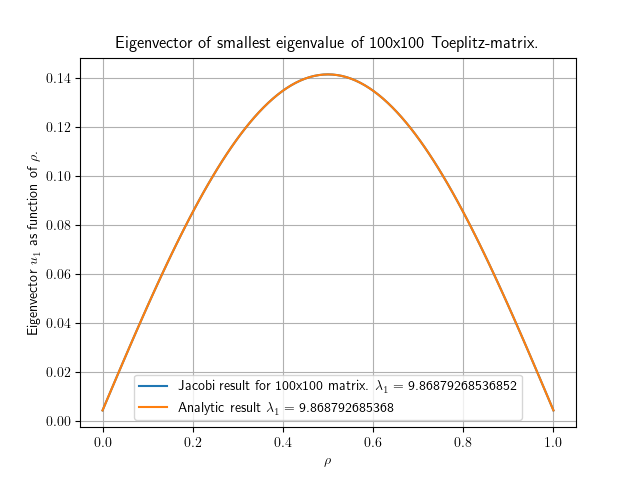 Eigenvector of smallest eigenvalue of 100x100 Toeplitz-matrix.
0.14
0.12
0.10
0.08
0.06
0.04
0.02
0.00
Eigenvector u₁ as function of ρ.
Jacobi result for 100x100 matrix. λ₁ = 9.86879268536852
Analytic result λ₁ = 9.868792685368
0.0 0.2 0.4 0.6 0.8 1.0
ρ